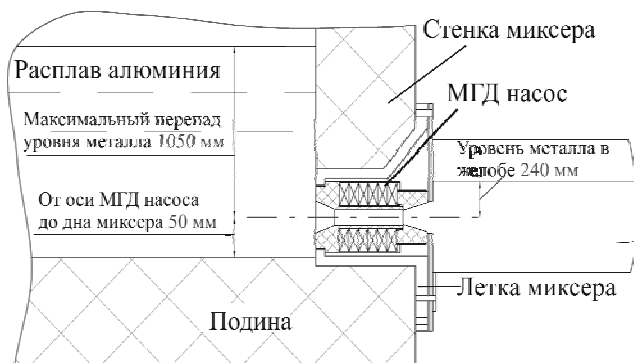 Стенка миксера
Расплав алюминия
МГД насос
Максимальный перепад
уровня металла 1050 мм
Уровень металла в
желобе 240 мм
От оси МГД насоса
до дна миксера 50 мм
Летка миксера
Подина